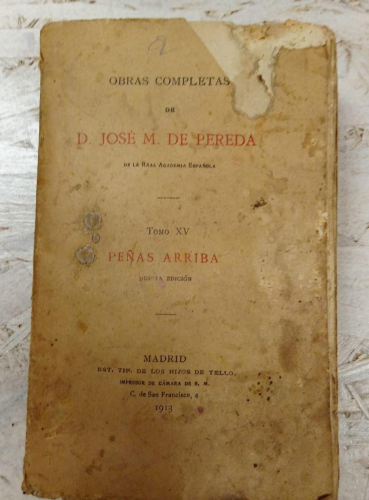 OBRAS COMPLETAS
DE
D. JOSÉ M. DE PEREDA
DE LA REAL ACADEMIA ESPAÑOLA
TOMO XV
PEÑAS ARRIBA
EDICIÓN
MADRID
EST. TIP. DE LOS HIJOS DE TELLO
IMPRESOR DE CÁMARA DE S. M.
C. de San Francisco, 4
1913